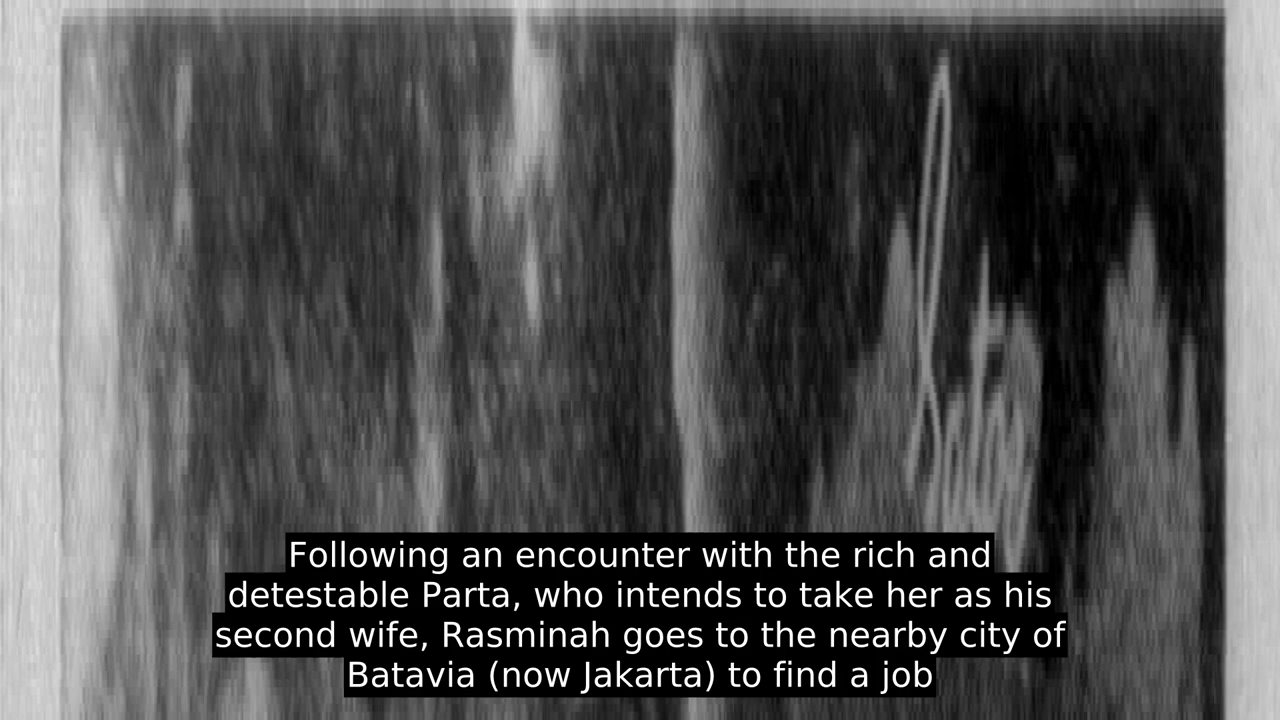 Following an encounter with the rich and
detestable Parta, who intends to take her as his
second wife, Rasminah goes to the nearby city of
Batavia (now Jakarta) to find a job